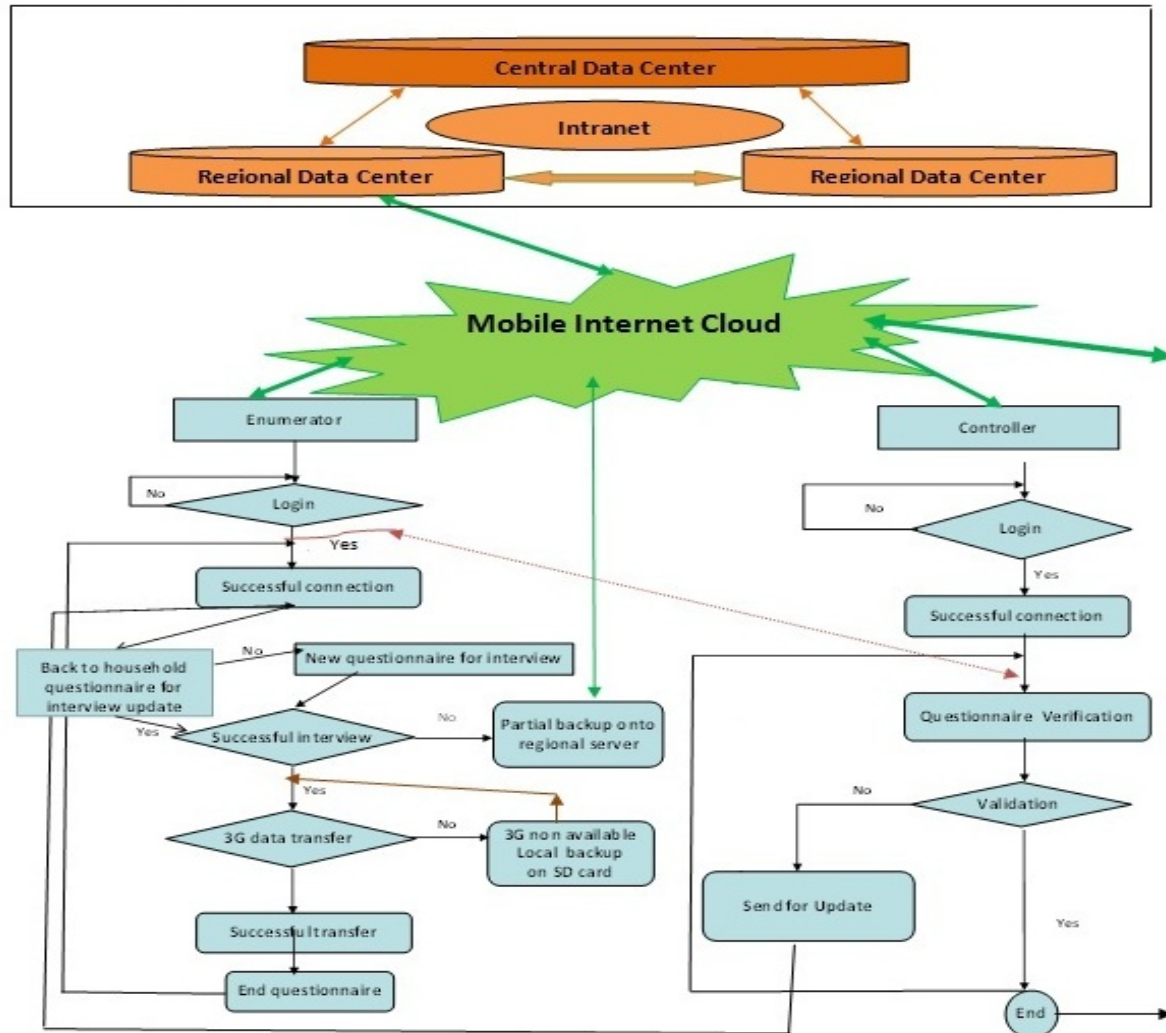 Central Data Center
Intranet
Regional Data Center
Regional Data Center
Mobile Internet Cloud
Enumerator
No
Login
Yes
Successful connection
Back to household
questionnaire for
interview update
No
New questionnaire for interview
Yes
Successful interview
No
Partial backup onto
regional server
Yes
3G data transfer
No
3G non available
Local backup
on SD card
Successful transfer
End questionnaire
Controller
No
Login
Yes
Successful connection
Questionnaire Verification
No
Validation
Send for Update
Yes
End